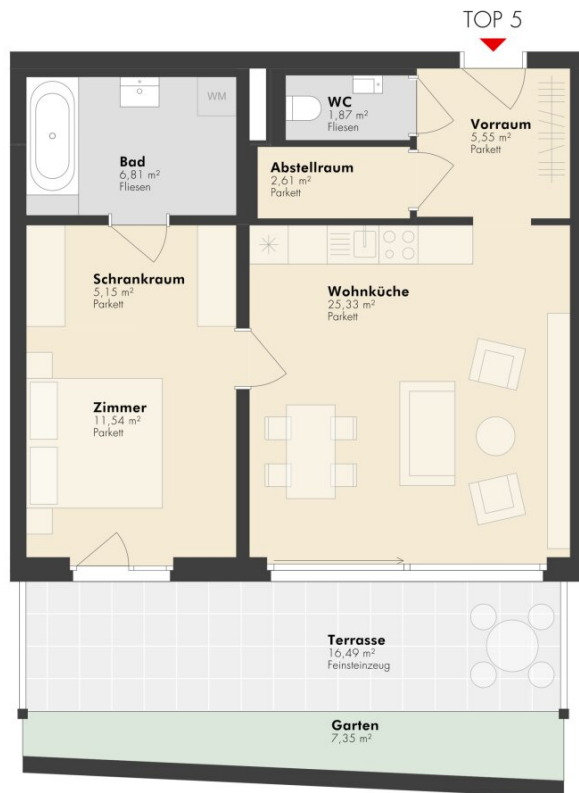 TOP 5
WM
WC
1,87 m²
Fliesen
Vorraum
5,55 m²
Parkett
Bad
6,81 m²
Fliesen
Abstellraum
2,61 m²
Parkett
Schrankraum
5,15 m²
Parkett
Wohnküche
25,33 m²
Parkett
Zimmer
11,54 m²
Parkett
Terrasse
16,49 m²
Feinsteinzeug
Garten
7,35 m²